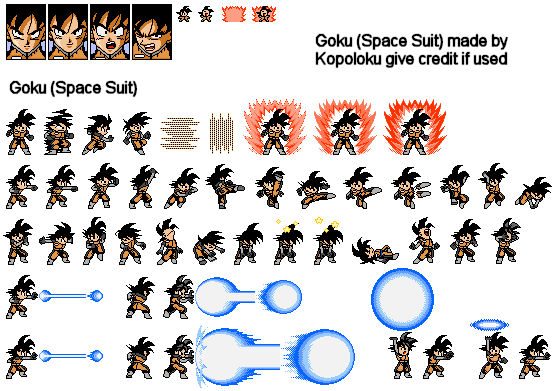 Goku (Space Suit) made by
Kopoloku give credit if used
Goku (Space Suit)